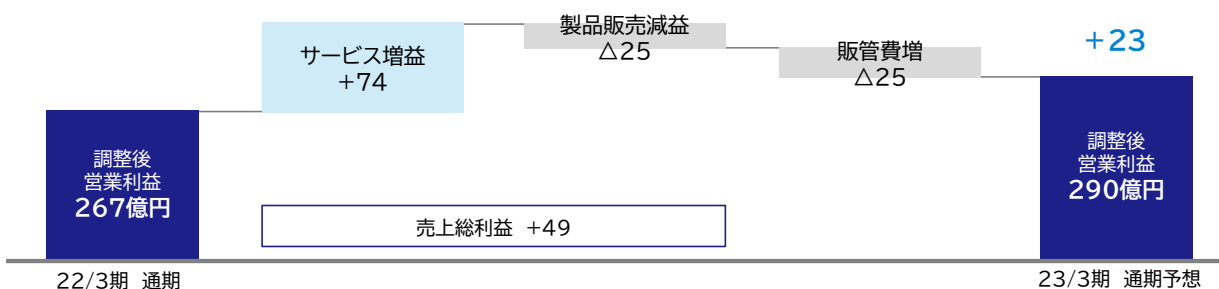 サービス増益
+74
製品販売減益
△25
販管費増
△25
+23
調整後
営業利益
267億円
売上総利益 +49
調整後
営業利益
290億円
22/3期 通期
23/3期 通期予想